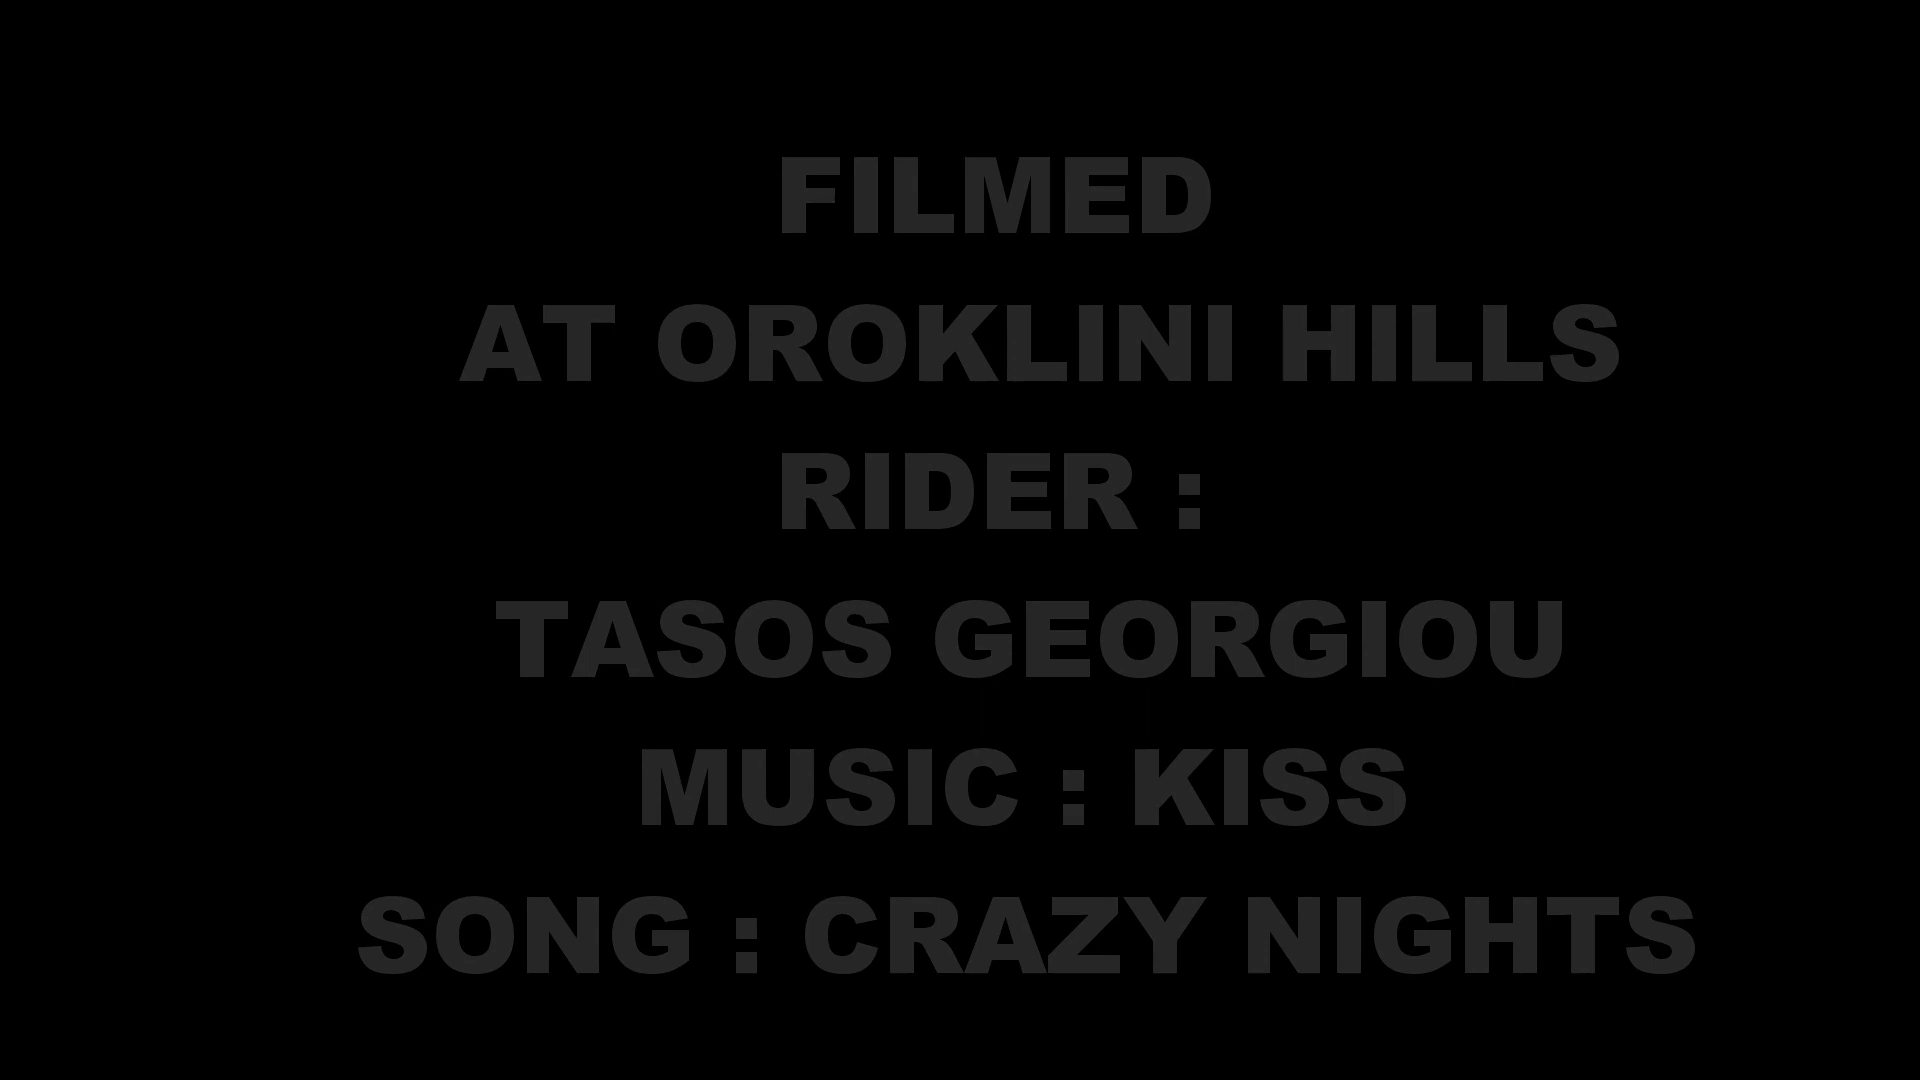 FILMED
AT OROKLINI HILLS
RIDER :
TASOS GEORGIOU
MUSIC : KISS
SONG : CRAZY NIGHTS